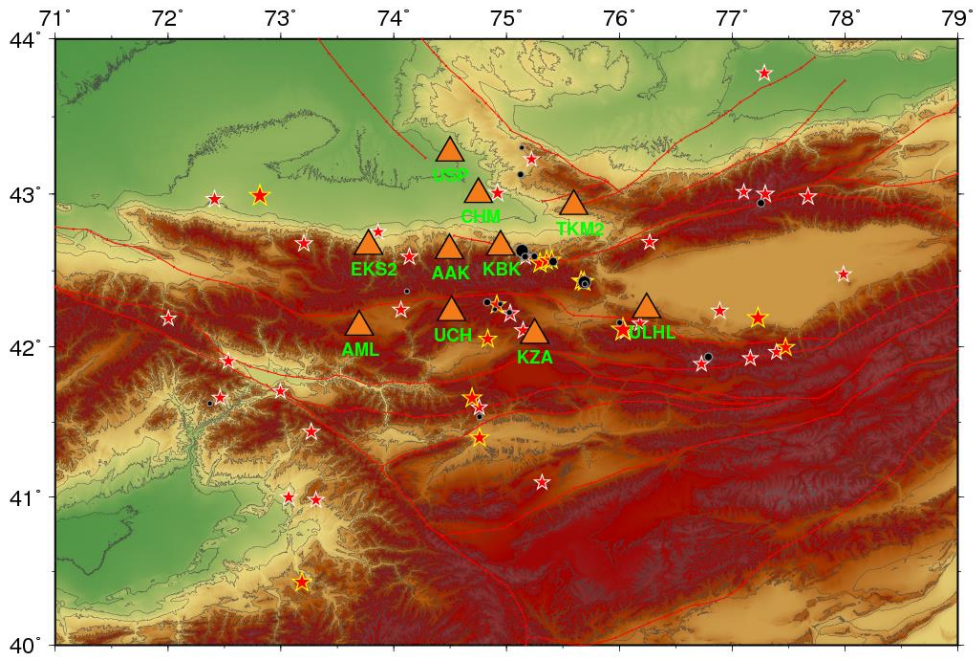 71˚ 72˚ 73˚ 74˚ 75˚ 76˚ 77˚ 78˚ 79˚
44˚
USP
43˚
CHM
TKM2
EKS2 AAK KBK
UCH ULHL
42˚
AML KZA
41˚
40˚